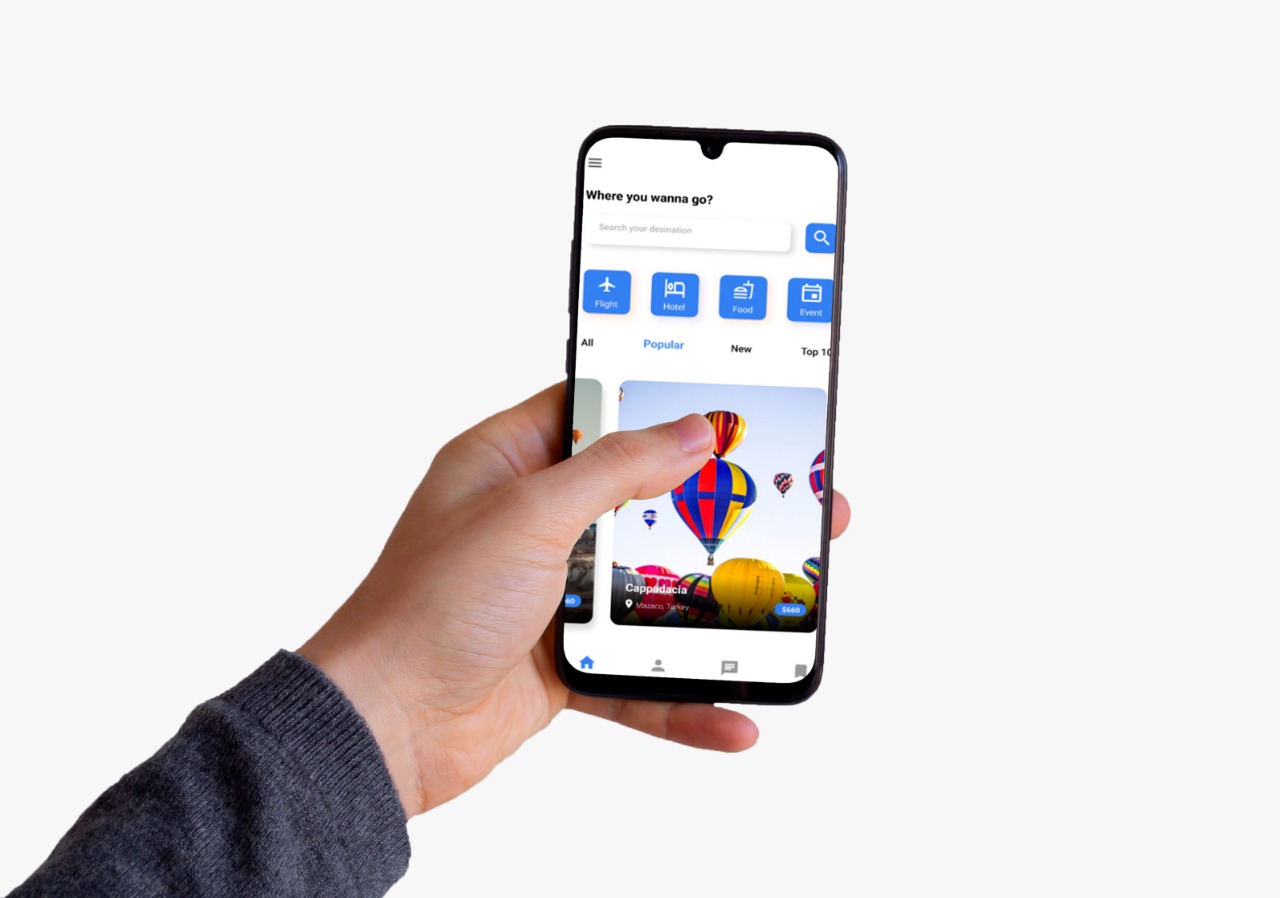 Where you wanna go?
Search your desination
Flight
Hotel
Food
Event
All
Popular
New
Top 10
Cappadacia
Mazaco, Turkey
60
$660